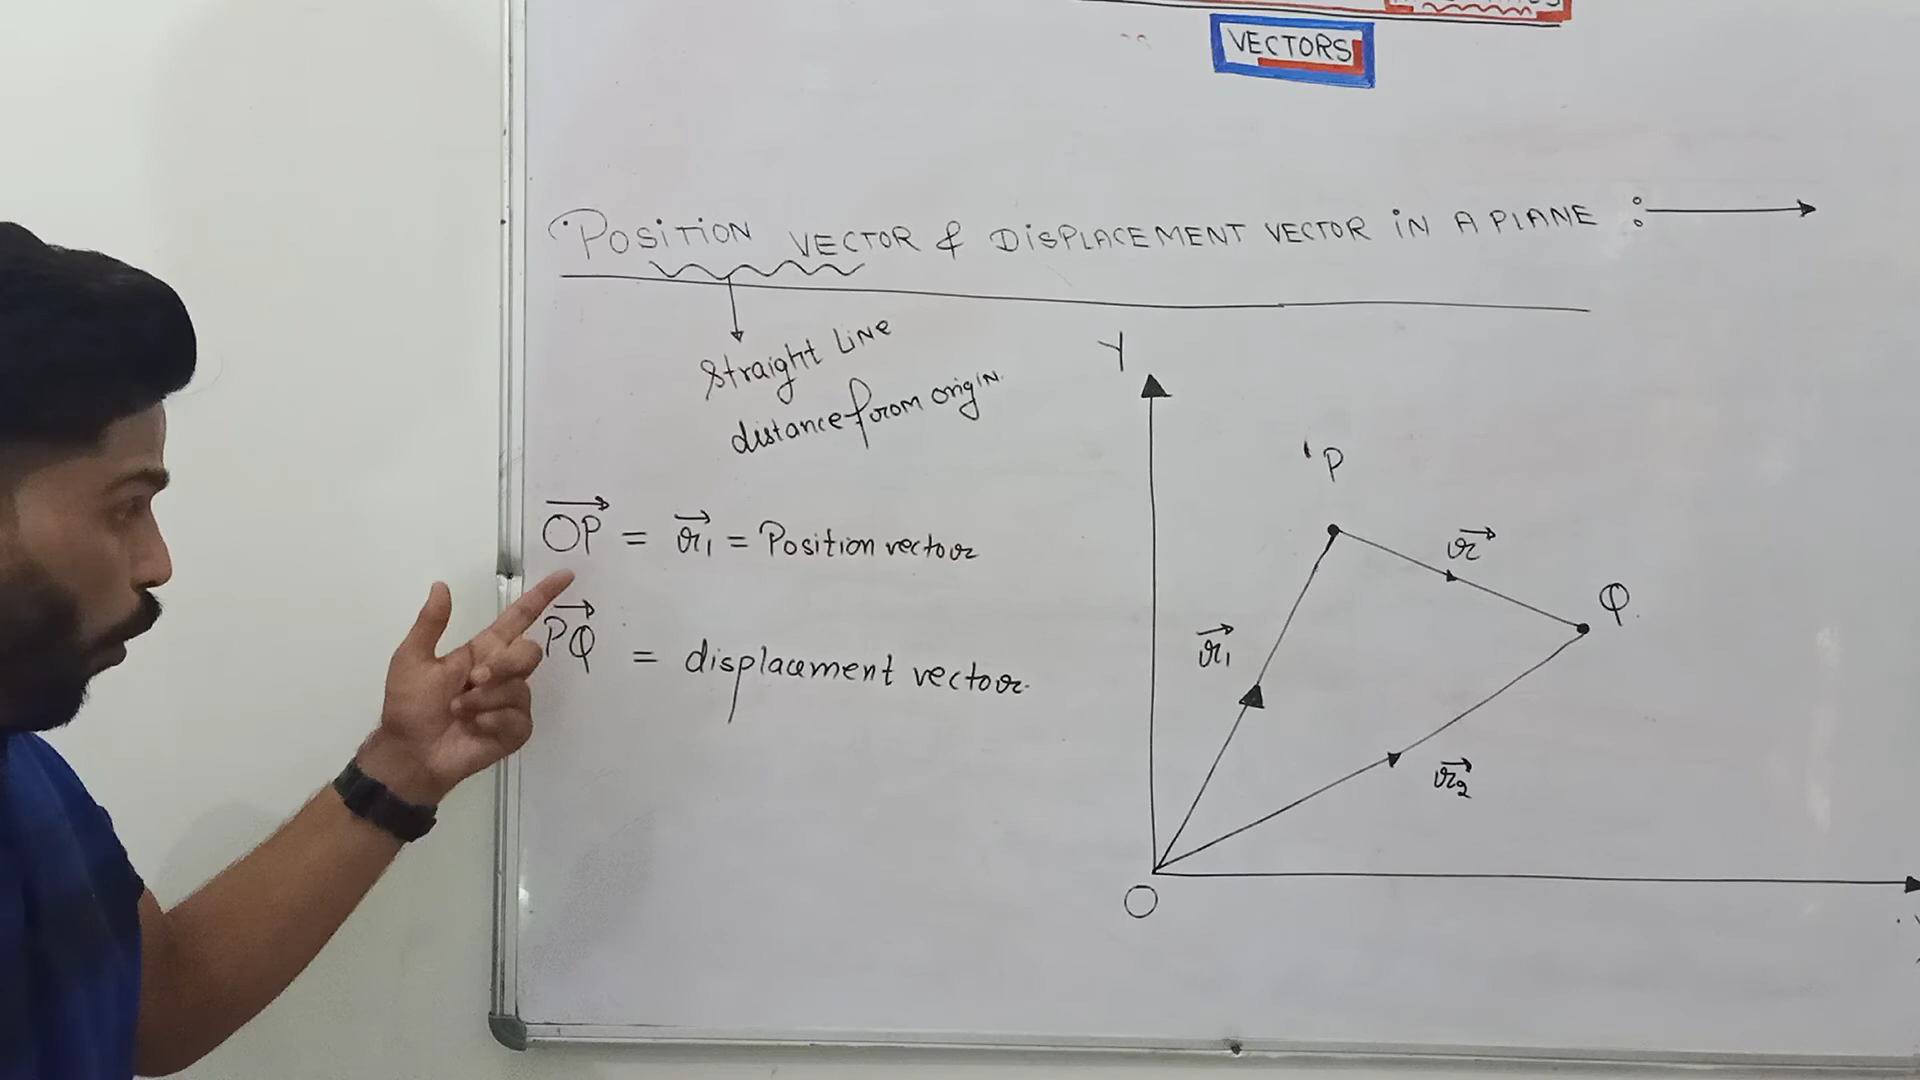 VECTORS
POSITION VECTOR & DISPLACEMENT VECTOR IN A PLANE :
Straight LINE
distance from origin.
OP = r1 = Position vector
PQ = displacement vector.
Y
P
r
Q
r1
r2
O